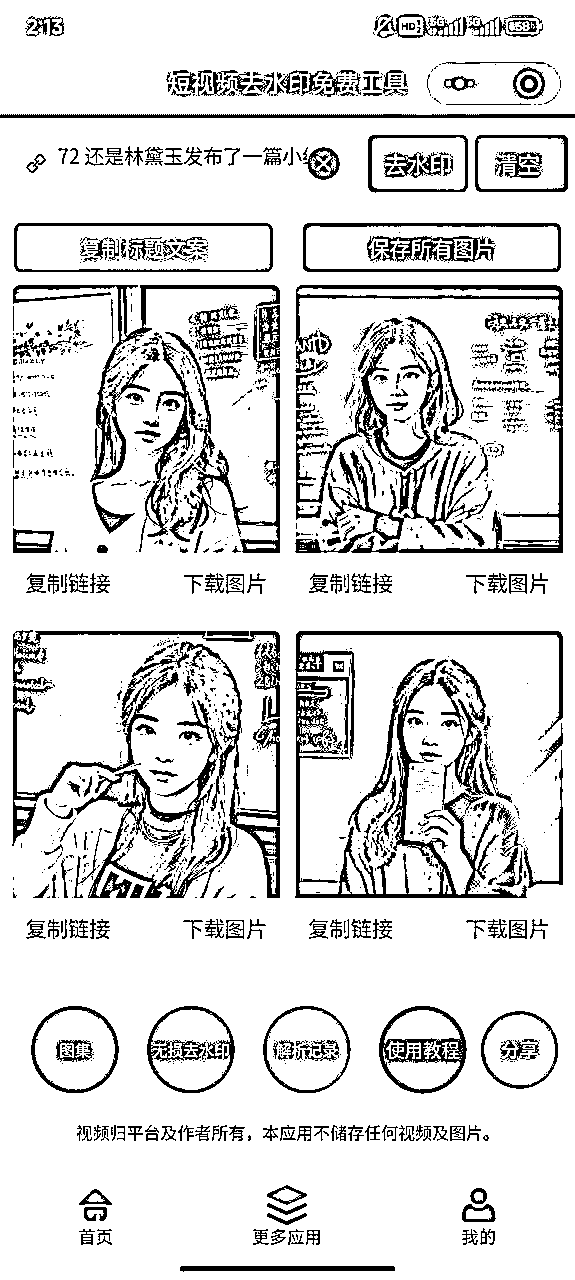 2:13
HD
短视频去水印免费工具
72 还是林黛玉发布了一篇小红
去水印
清空
复制标题文案
保存所有图片
复制链接
下载图片
复制链接
下载图片
复制链接
下载图片
复制链接
下载图片
图集
无损去水印
解析记录
使用教程
分享
视频归平台及作者所有，本应用不储存任何视频及图片。
首页
更多应用
我的